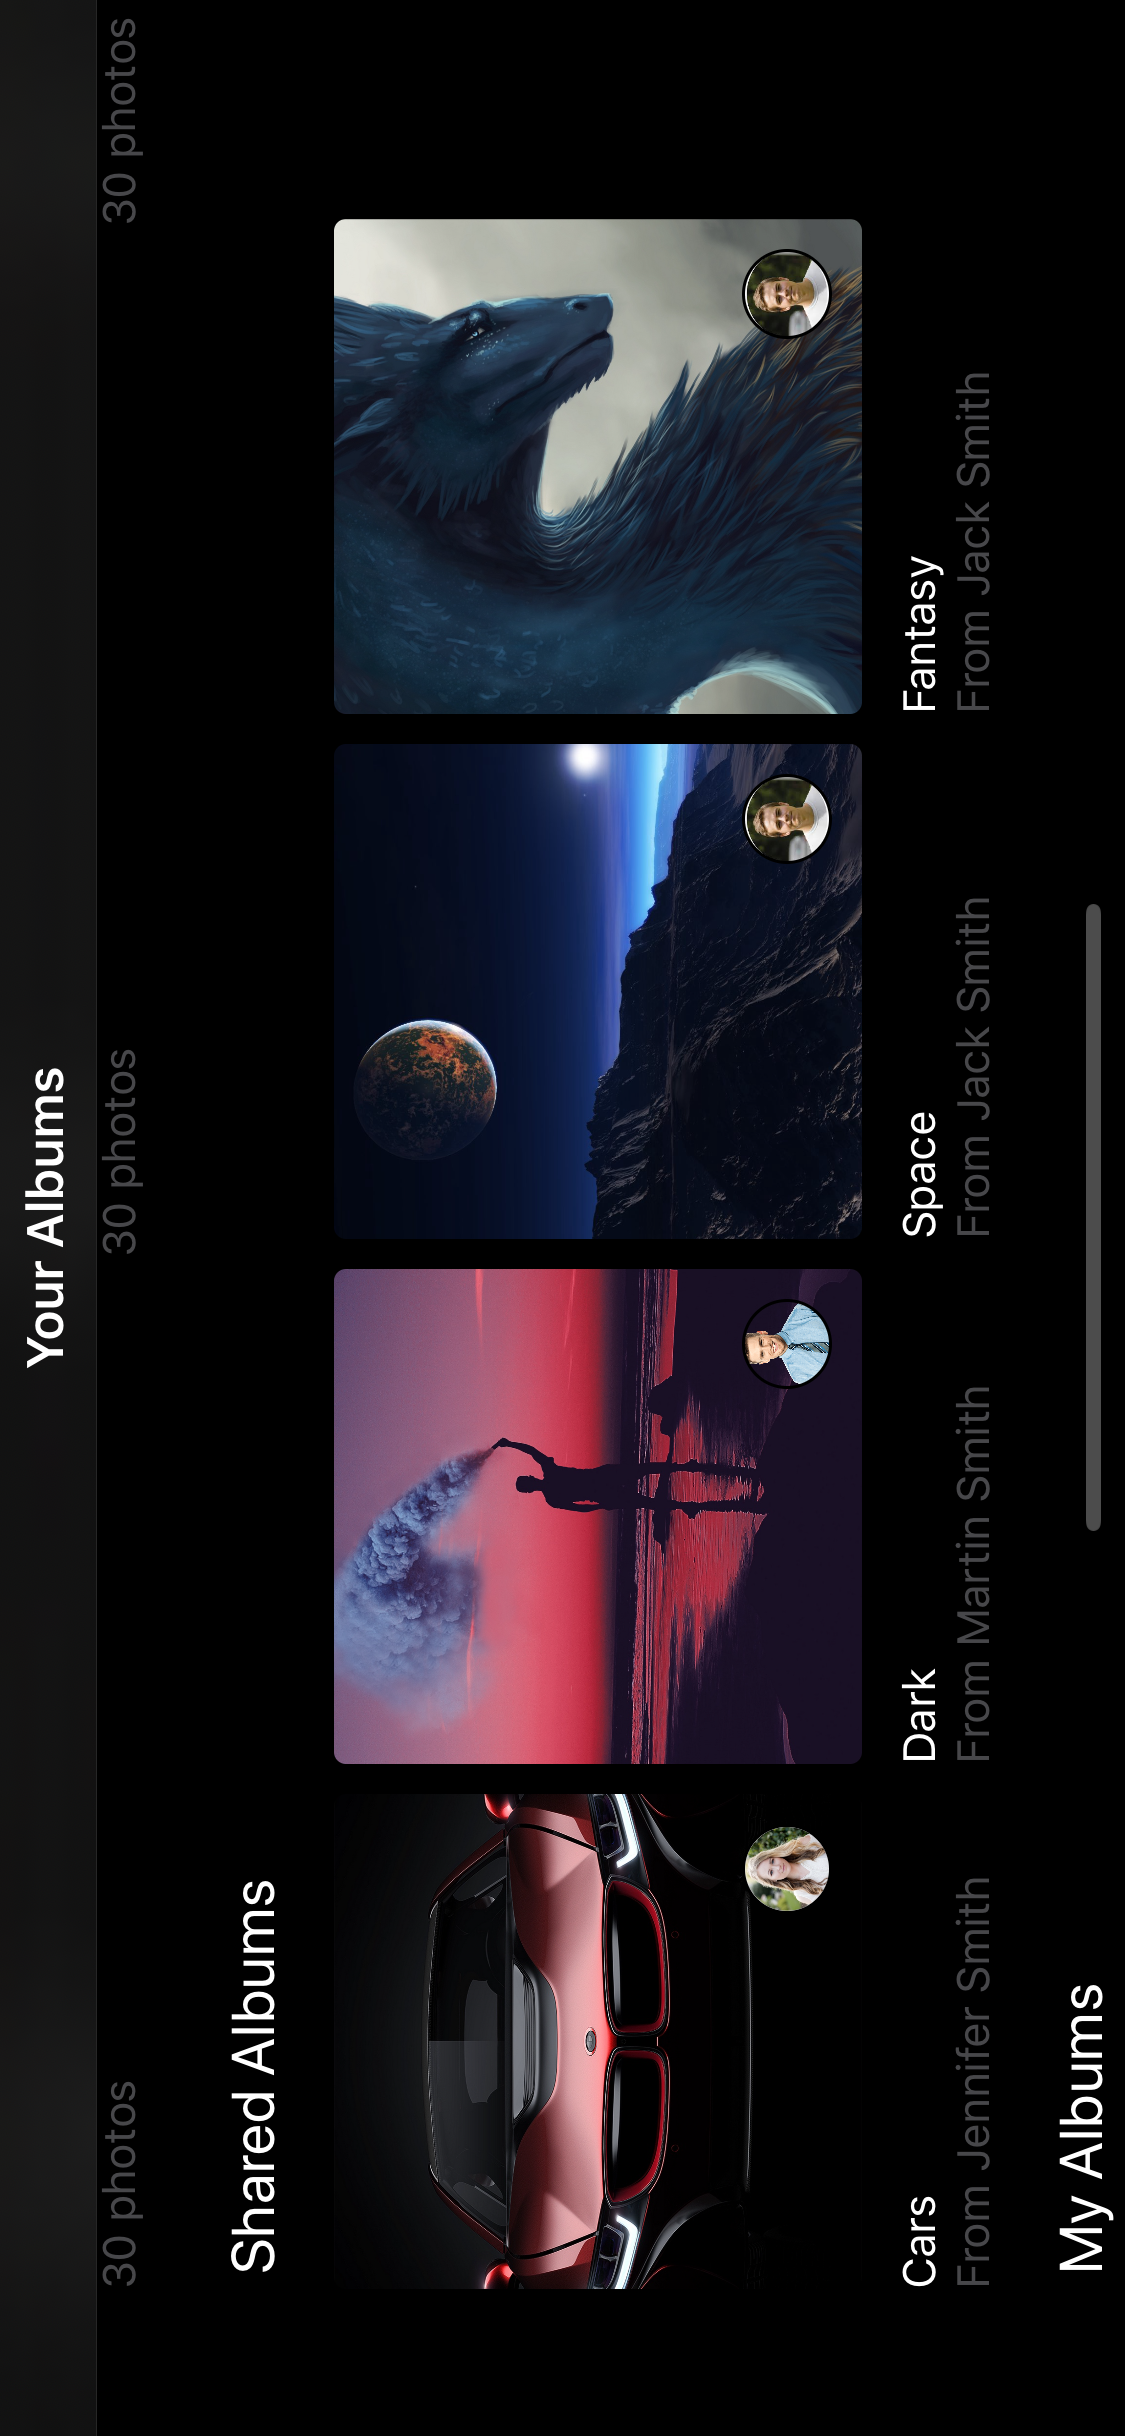 Your Albums
30 photos
30 photos
30 photos
Shared Albums
Cars
From Jennifer Smith
Dark
From Martin Smith
Space
From Jack Smith
Fantasy
From Jack Smith
My Albums